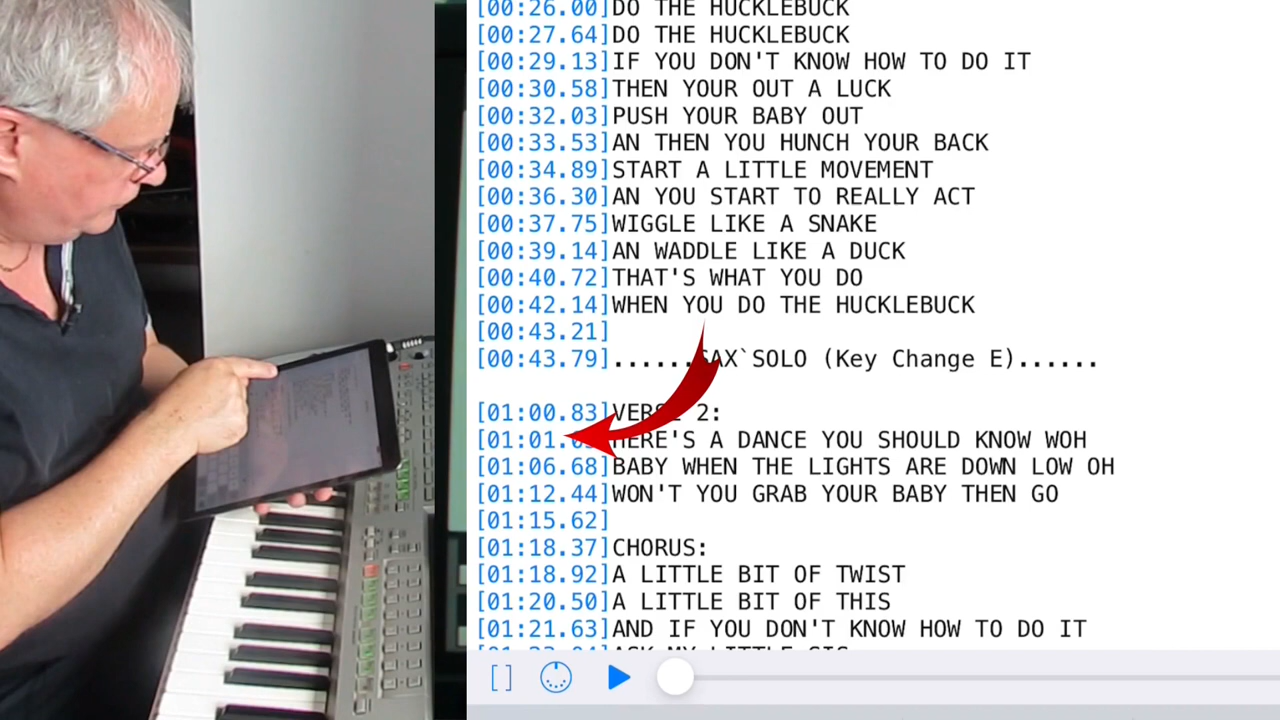 [00:26.00]DO THE HUCKLEBUCK
[00:27.64]DO THE HUCKLEBUCK
[00:29.13]IF YOU DON'T KNOW HOW TO DO IT
[00:30.58]THEN YOUR OUT A LUCK
[00:32.03]PUSH YOUR BABY OUT
[00:33.53]AN THEN YOU HUNCH YOUR BACK
[00:34.89]START A LITTLE MOVEMENT
[00:36.30]AN YOU START TO REALLY ACT
[00:37.75]WIGGLE LIKE A SNAKE
[00:39.14]AN WADDLE LIKE A DUCK
[00:40.72]THAT'S WHAT YOU DO
[00:42.14]WHEN YOU DO THE HUCKLEBUCK
[00:43.21]
[00:43.79]......SAX`SOLO (Key Change E)......
[01:00.83]VERSE 2:
HERE'S A DANCE YOU SHOULD KNOW WOH
[01:06.68]BABY WHEN THE LIGHTS ARE DOWN LOW OH
[01:12.44]WON'T YOU GRAB YOUR BABY THEN GO
[01:15.62]
[01:18.37]CHORUS:
[01:18.92]A LITTLE BIT OF TWIST
[01:20.50]A LITTLE BIT OF THIS
[01:21.63]AND IF YOU DON'T KNOW HOW TO DO IT